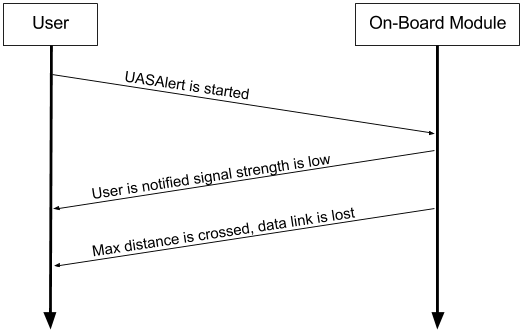 User
On-Board Module
UASAlert is started
User is notified signal strength is low
Max distance is crossed, data link is lost